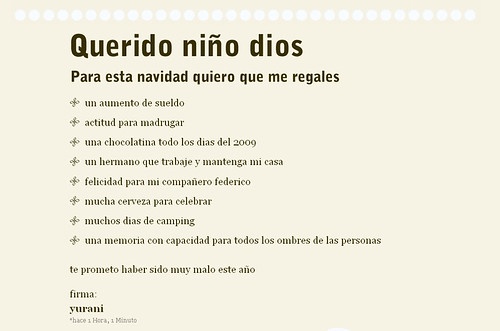 Querido niño dios
Para esta navidad quiero que me regales
un aumento de sueldo
actitud para madrugar
una chocolatina todo los dias del 2009
un hermano que trabaje y mantenga mi casa
felicidad para mi compañero federico
mucha cerveza para celebrar
muchos dias de camping
una memoria con capacidad para todos los ombres de las personas
te prometo haber sido muy malo este año
firma:
yurani
*hace 1 Hora, 1 Minuto